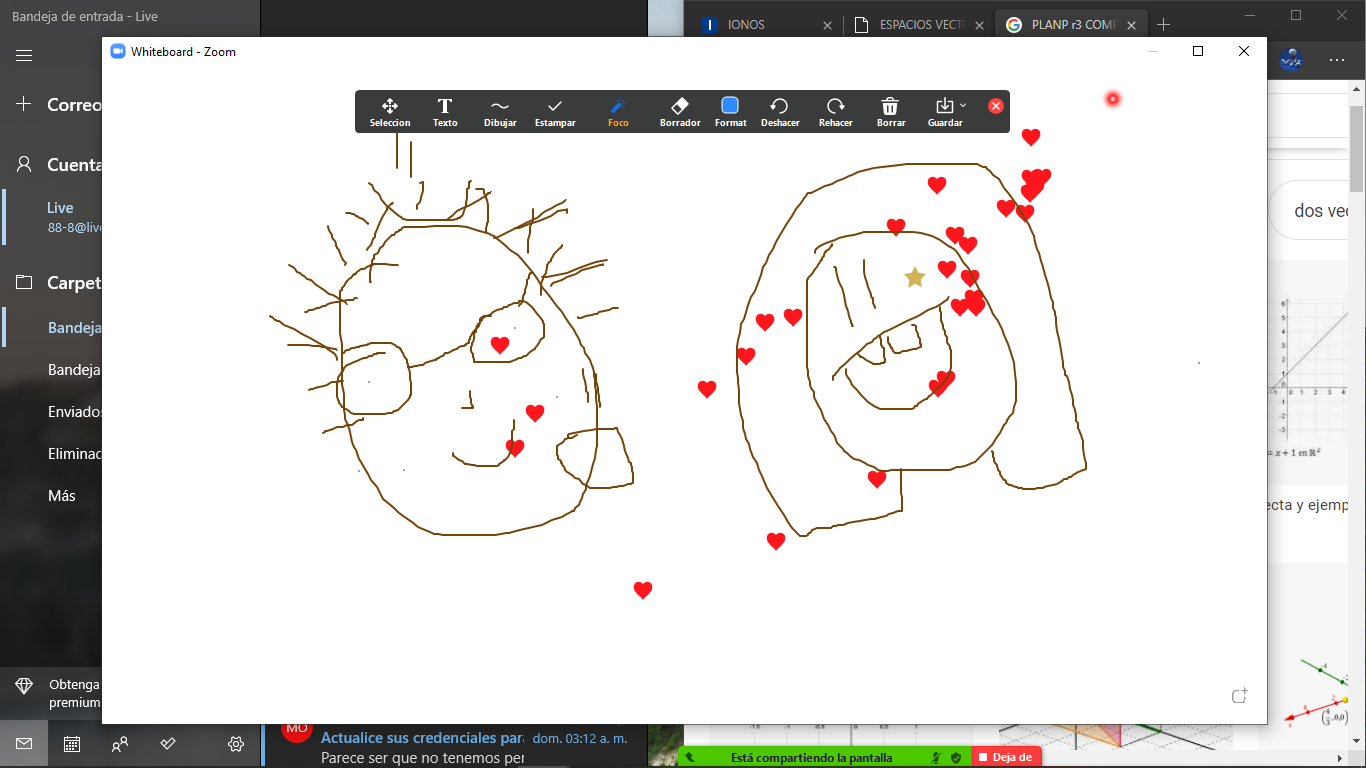 Bandeja de entrada - Live
IONOS
ESPACIOS VECT
PLANP r3 COMP
Whiteboard - Zoom
Seleccion
Texto
Dibujar
Estampar
Foco
Borrador
Format
Deshacer
Rehacer
Borrar
Guardar
Correo
Cuenta
Live
88-8@live
Carpet
Bandeja
Bandeja
Enviados
Eliminad
Más
Obtenga
premium
dos vec
= x + 1 en ℝ²
ecta y ejemp
MO
Actualice sus credenciales par
dom. 03:12 a. m.
Parece ser que no tenemos per
Está compartiendo la pantalla
Deja de